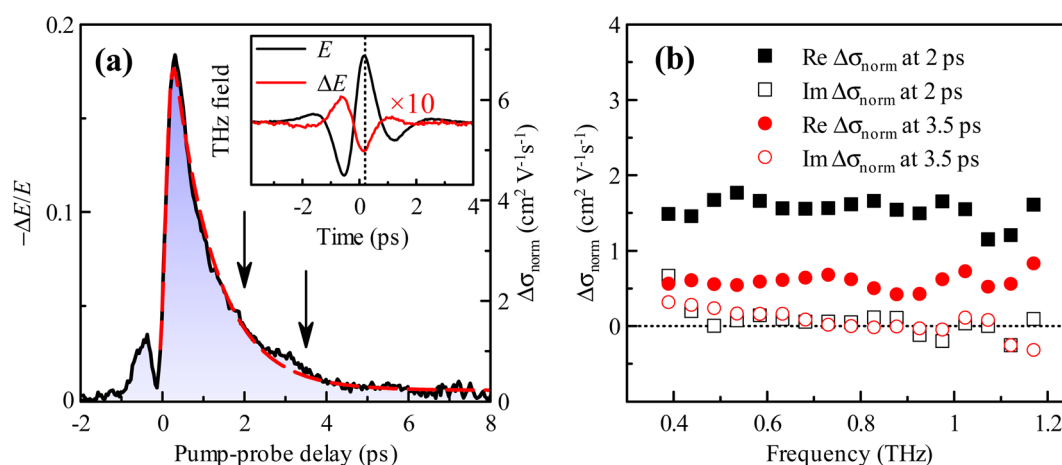 (a)
0.2
0.1
0
−ΔE/E
-2
0
2
4
6
8
Pump-probe delay (ps)
6
4
2
0
Δσnorm (cm² V⁻¹s⁻¹)
E
ΔE
×10
THz field
-2
0
2
4
Time (ps)
(b)
Re Δσnorm at 2 ps
Im Δσnorm at 2 ps
Re Δσnorm at 3.5 ps
Im Δσnorm at 3.5 ps
4
3
2
1
0
-1
Δσnorm (cm² V⁻¹s⁻¹)
0.4
0.6
0.8
1
1.2
Frequency (THz)